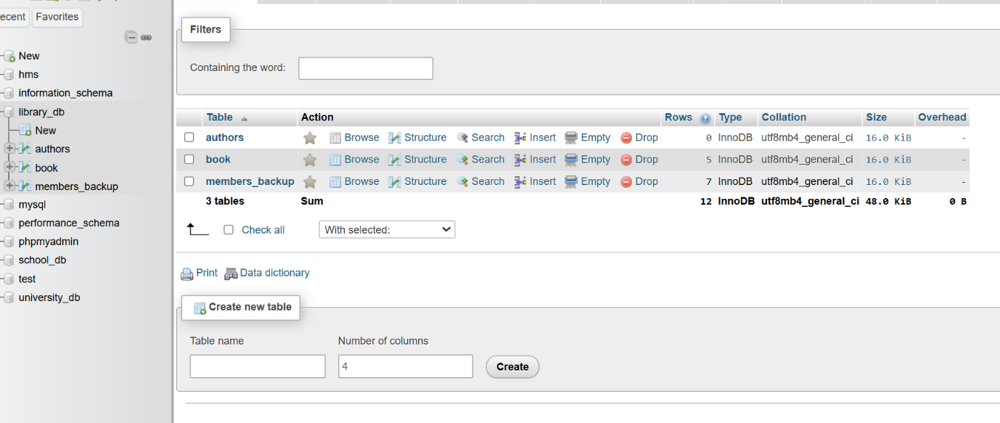 ecent Favorites
New
hms
information_schema
library_db
New
authors
book
members_backup
mysql
performance_schema
phpmyadmin
school_db
test
university_db
Filters
Containing the word:
Table Action Rows Type Collation Size Overhead
authors Browse Structure Search Insert Empty Drop 0 InnoDB utf8mb4_general_ci 16.0 KiB -
book Browse Structure Search Insert Empty Drop 5 InnoDB utf8mb4_general_ci 16.0 KiB -
members_backup Browse Structure Search Insert Empty Drop 7 InnoDB utf8mb4_general_ci 16.0 KiB -
3 tables Sum 12 InnoDB utf8mb4_general_ci 48.0 KiB 0 B
Check all With selected:
Print Data dictionary
Create new table
Table name Number of columns
4 Create